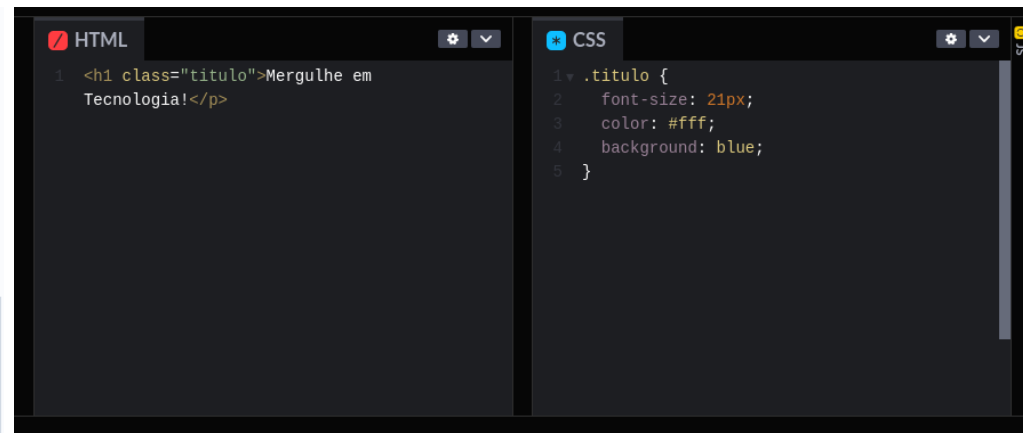 HTML
1 <h1 class="titulo">Mergulhe em
Tecnologia!</p>
CSS
1 .titulo {
2 font-size: 21px;
3 color: #fff;
4 background: blue;
5 }
JS